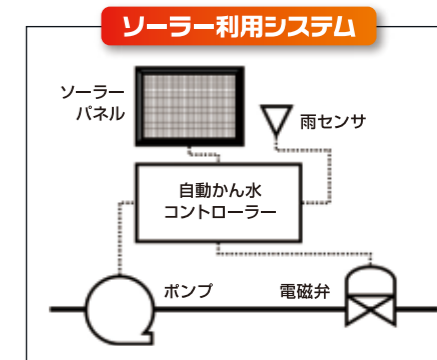 ソーラー利用システム
ソーラー
パネル
雨センサ
自動かん水
コントローラー
ポンプ
電磁弁